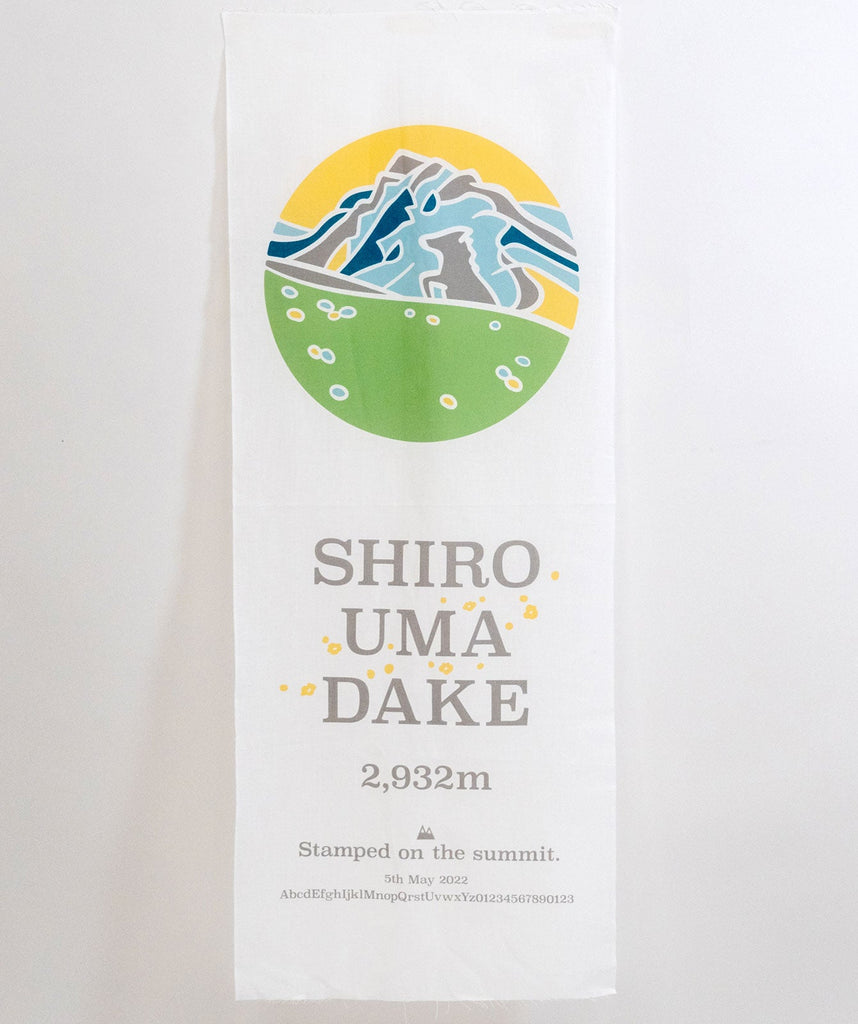 SHIRO
UMA
DAKE
2,932m
Stamped on the summit.
5th May 2022
AbcdEfghIjklMnopQrstUvwxYz01234567890123